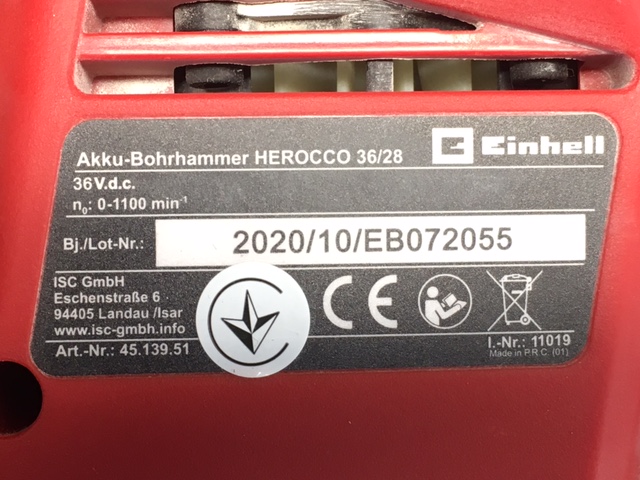 Einhell
Akku-Bohrhammer HEROCCO 36/28
36V.d.c.
n₀: 0-1100 min⁻¹
Bj./Lot-Nr.: 2020/10/EB072055
ISC GmbH
Eschenstraße 6
94405 Landau /Isar
www.isc-gmbh.info
Art.-Nr.: 45.139.51
CE
I.-Nr.: 11019
Made in P.R.C. (01)